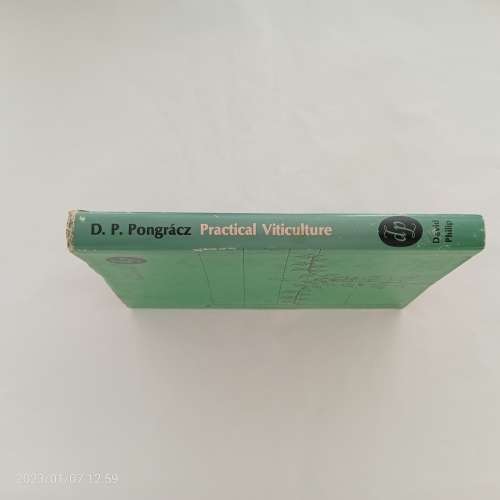 D. P. Pongrácz Practical Viticulture
dp
David
Philip
2023/01/07 12:59